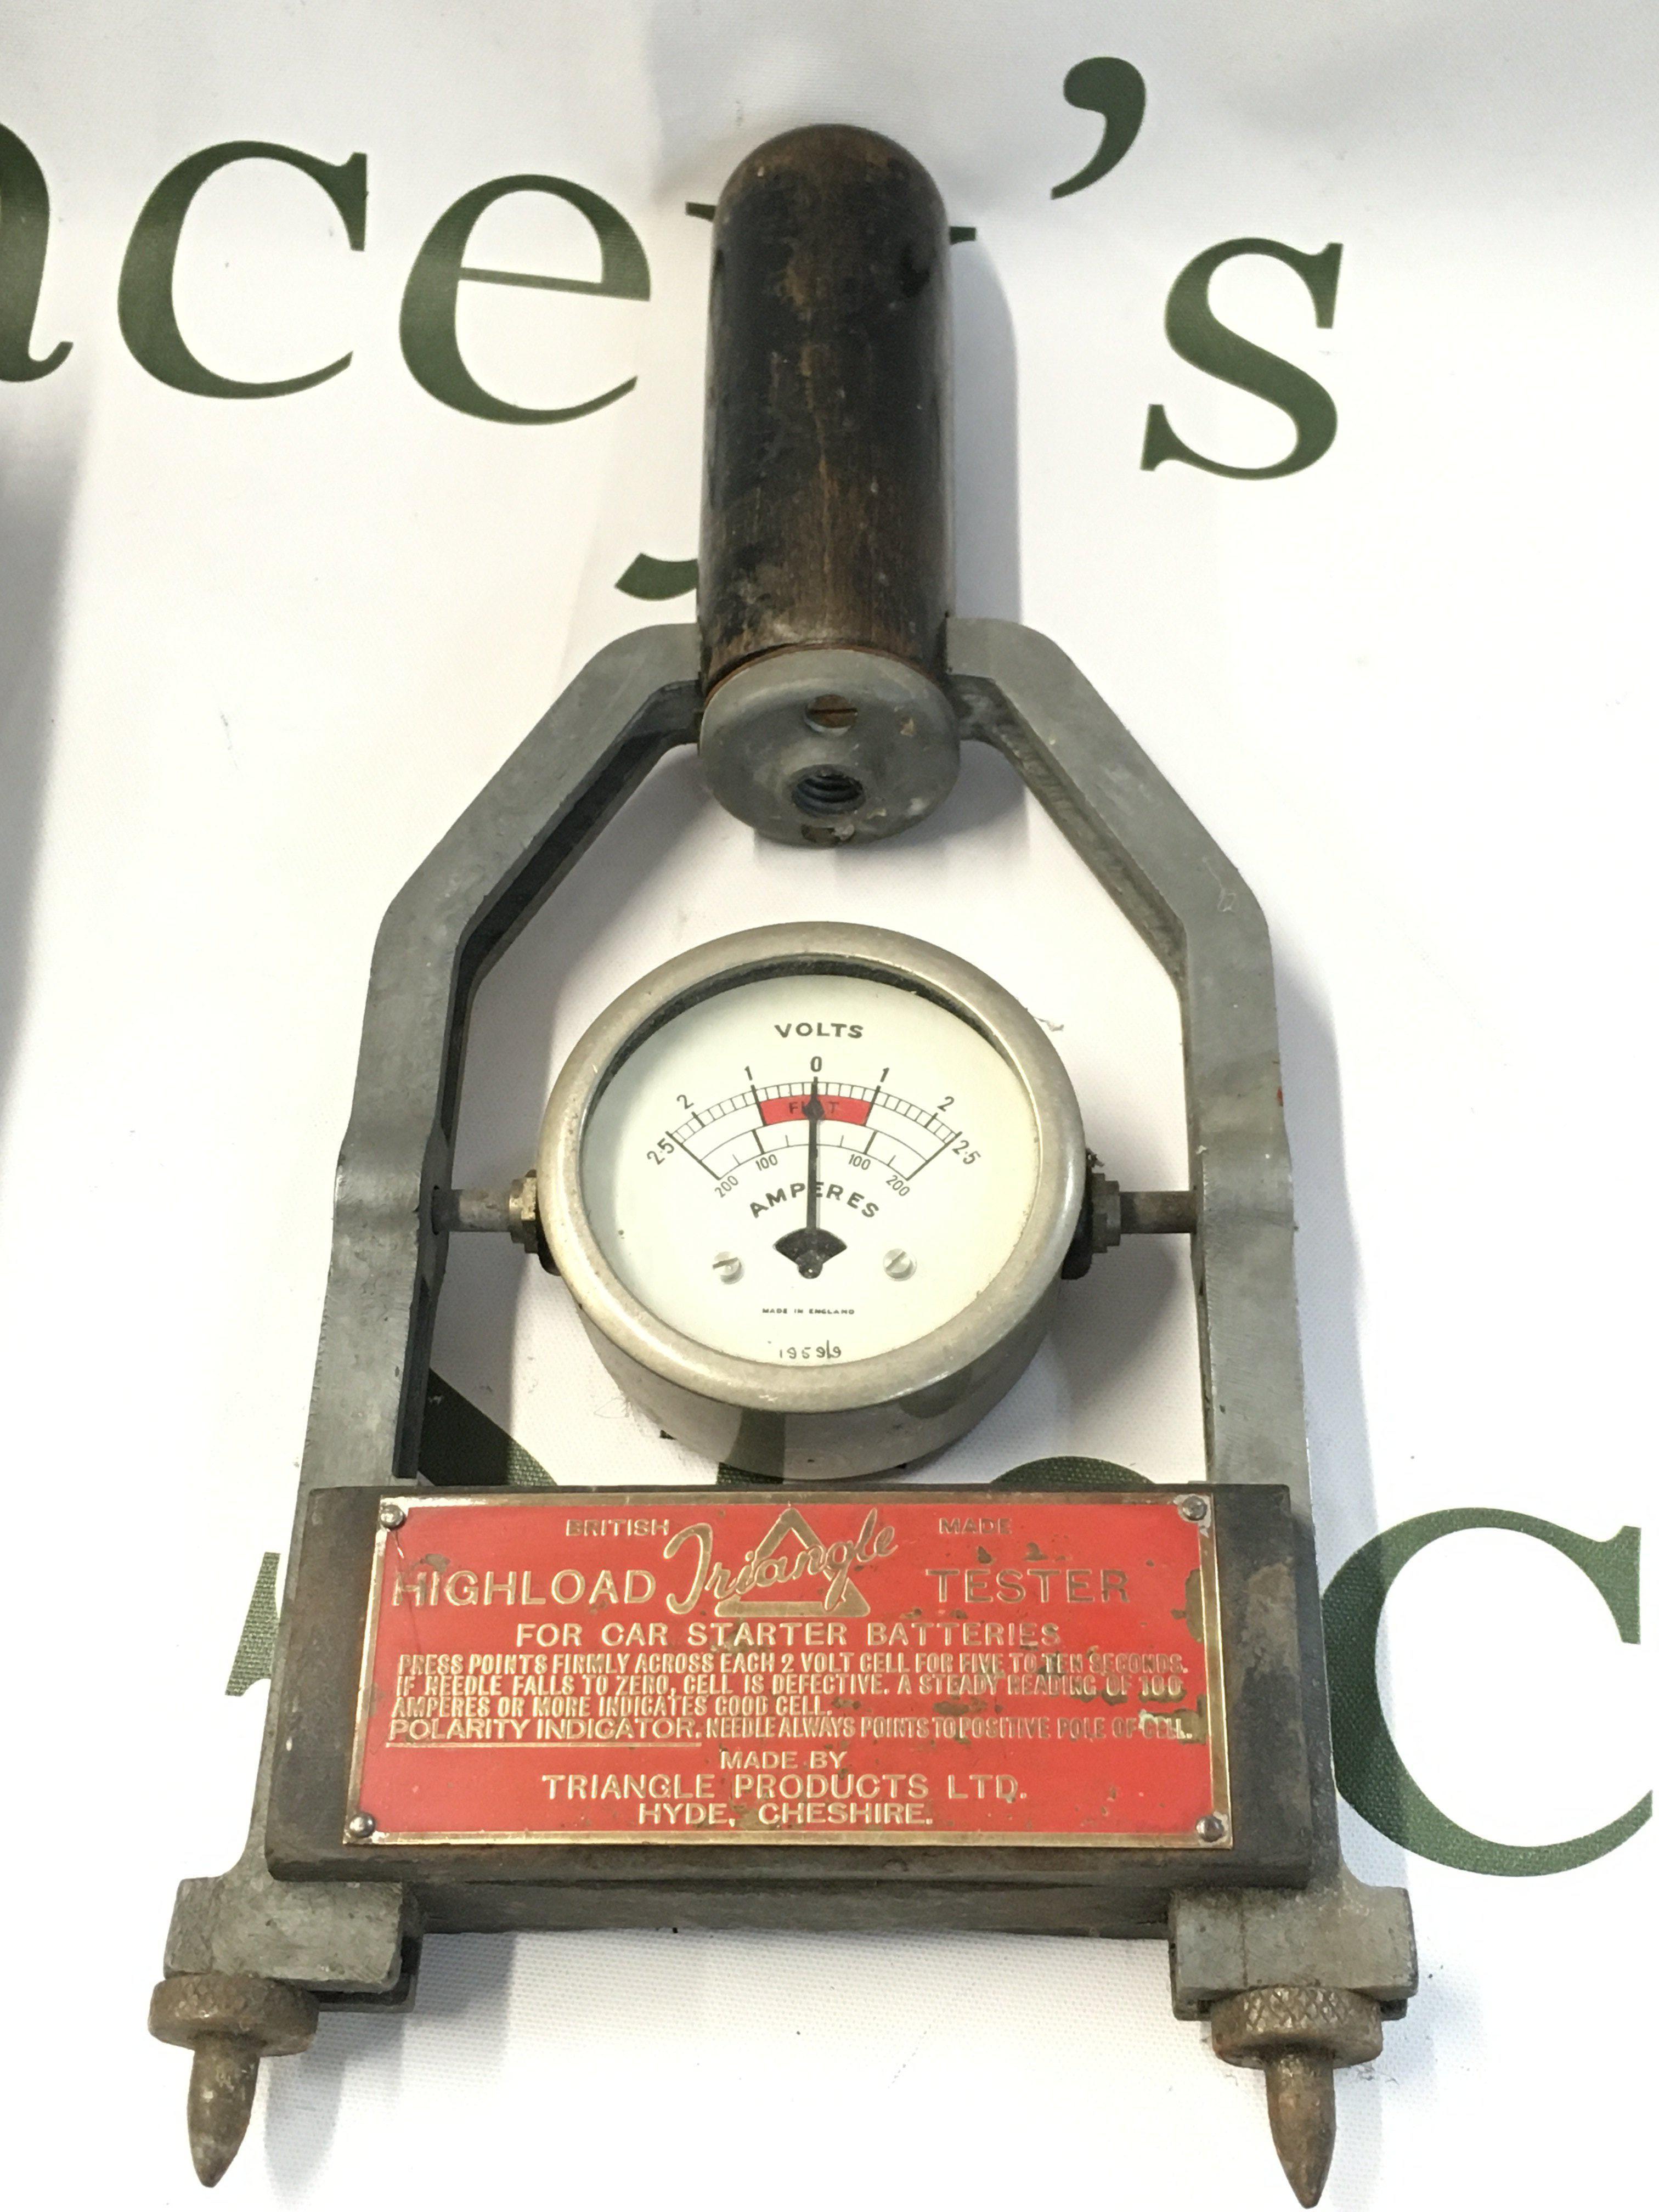 ncey's
VOLTS
2.5 2 1 0 1 2 2.5
200 100 100 200
AMPERES
MADE IN ENGLAND
BRITISH Triangle MADE
HIGHLOAD TESTER
FOR CAR STARTER BATTERIES
PRESS POINTS FIRMLY ACROSS EACH 2 VOLT CELL FOR FIVE TO TEN SECONDS.
IF NEEDLE FALLS TO ZERO, CELL IS DEFECTIVE. A STEADY READING OF 100
AMPERES OR MORE INDICATES GOOD CELL.
POLARITY INDICATOR. NEEDLE ALWAYS POINTS TO POSITIVE POLE OF CELL.
MADE BY
TRIANGLE PRODUCTS LTD.
HYDE, CHESHIRE.